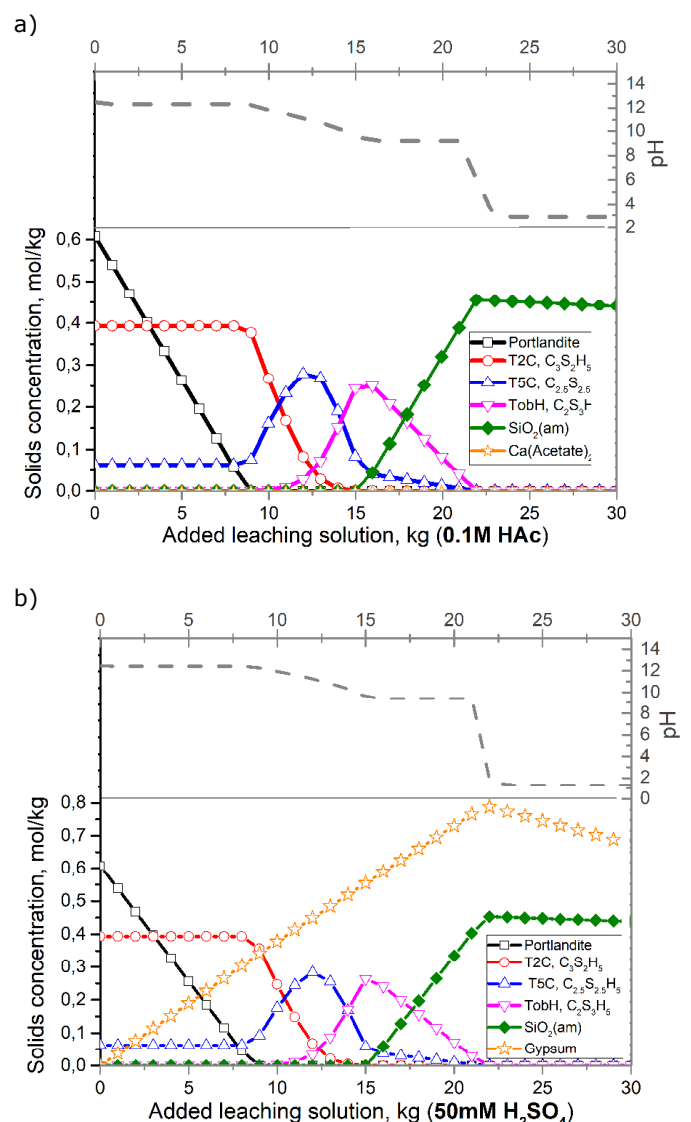 a)
0 5 10 15 20 25 30
14
12
10
8
6
4
2
pH
0,6
0,5
0,4
0,3
0,2
0,1
0,0
Solids concentration, mol/kg
Portlandite
T2C, C₃S₂H₅
T5C, C₂.₅S₂.₅
TobH, C₂S₃H
SiO₂(am)
Ca(Acetate)₂
0 5 10 15 20 25 30
Added leaching solution, kg (0.1M HAc)
b)
0 5 10 15 20 25 30
14
12
10
8
6
4
2
0
pH
0,8
0,7
0,6
0,5
0,4
0,3
0,2
0,1
0,0
Solids concentration, mol/kg
Portlandite
T2C, C₃S₂H₅
T5C, C₂.₅S₂.₅H₅
TobH, C₂S₃H₅
SiO₂(am)
Gypsum
0 5 10 15 20 25 30
Added leaching solution, kg (50mM H₂SO₄)